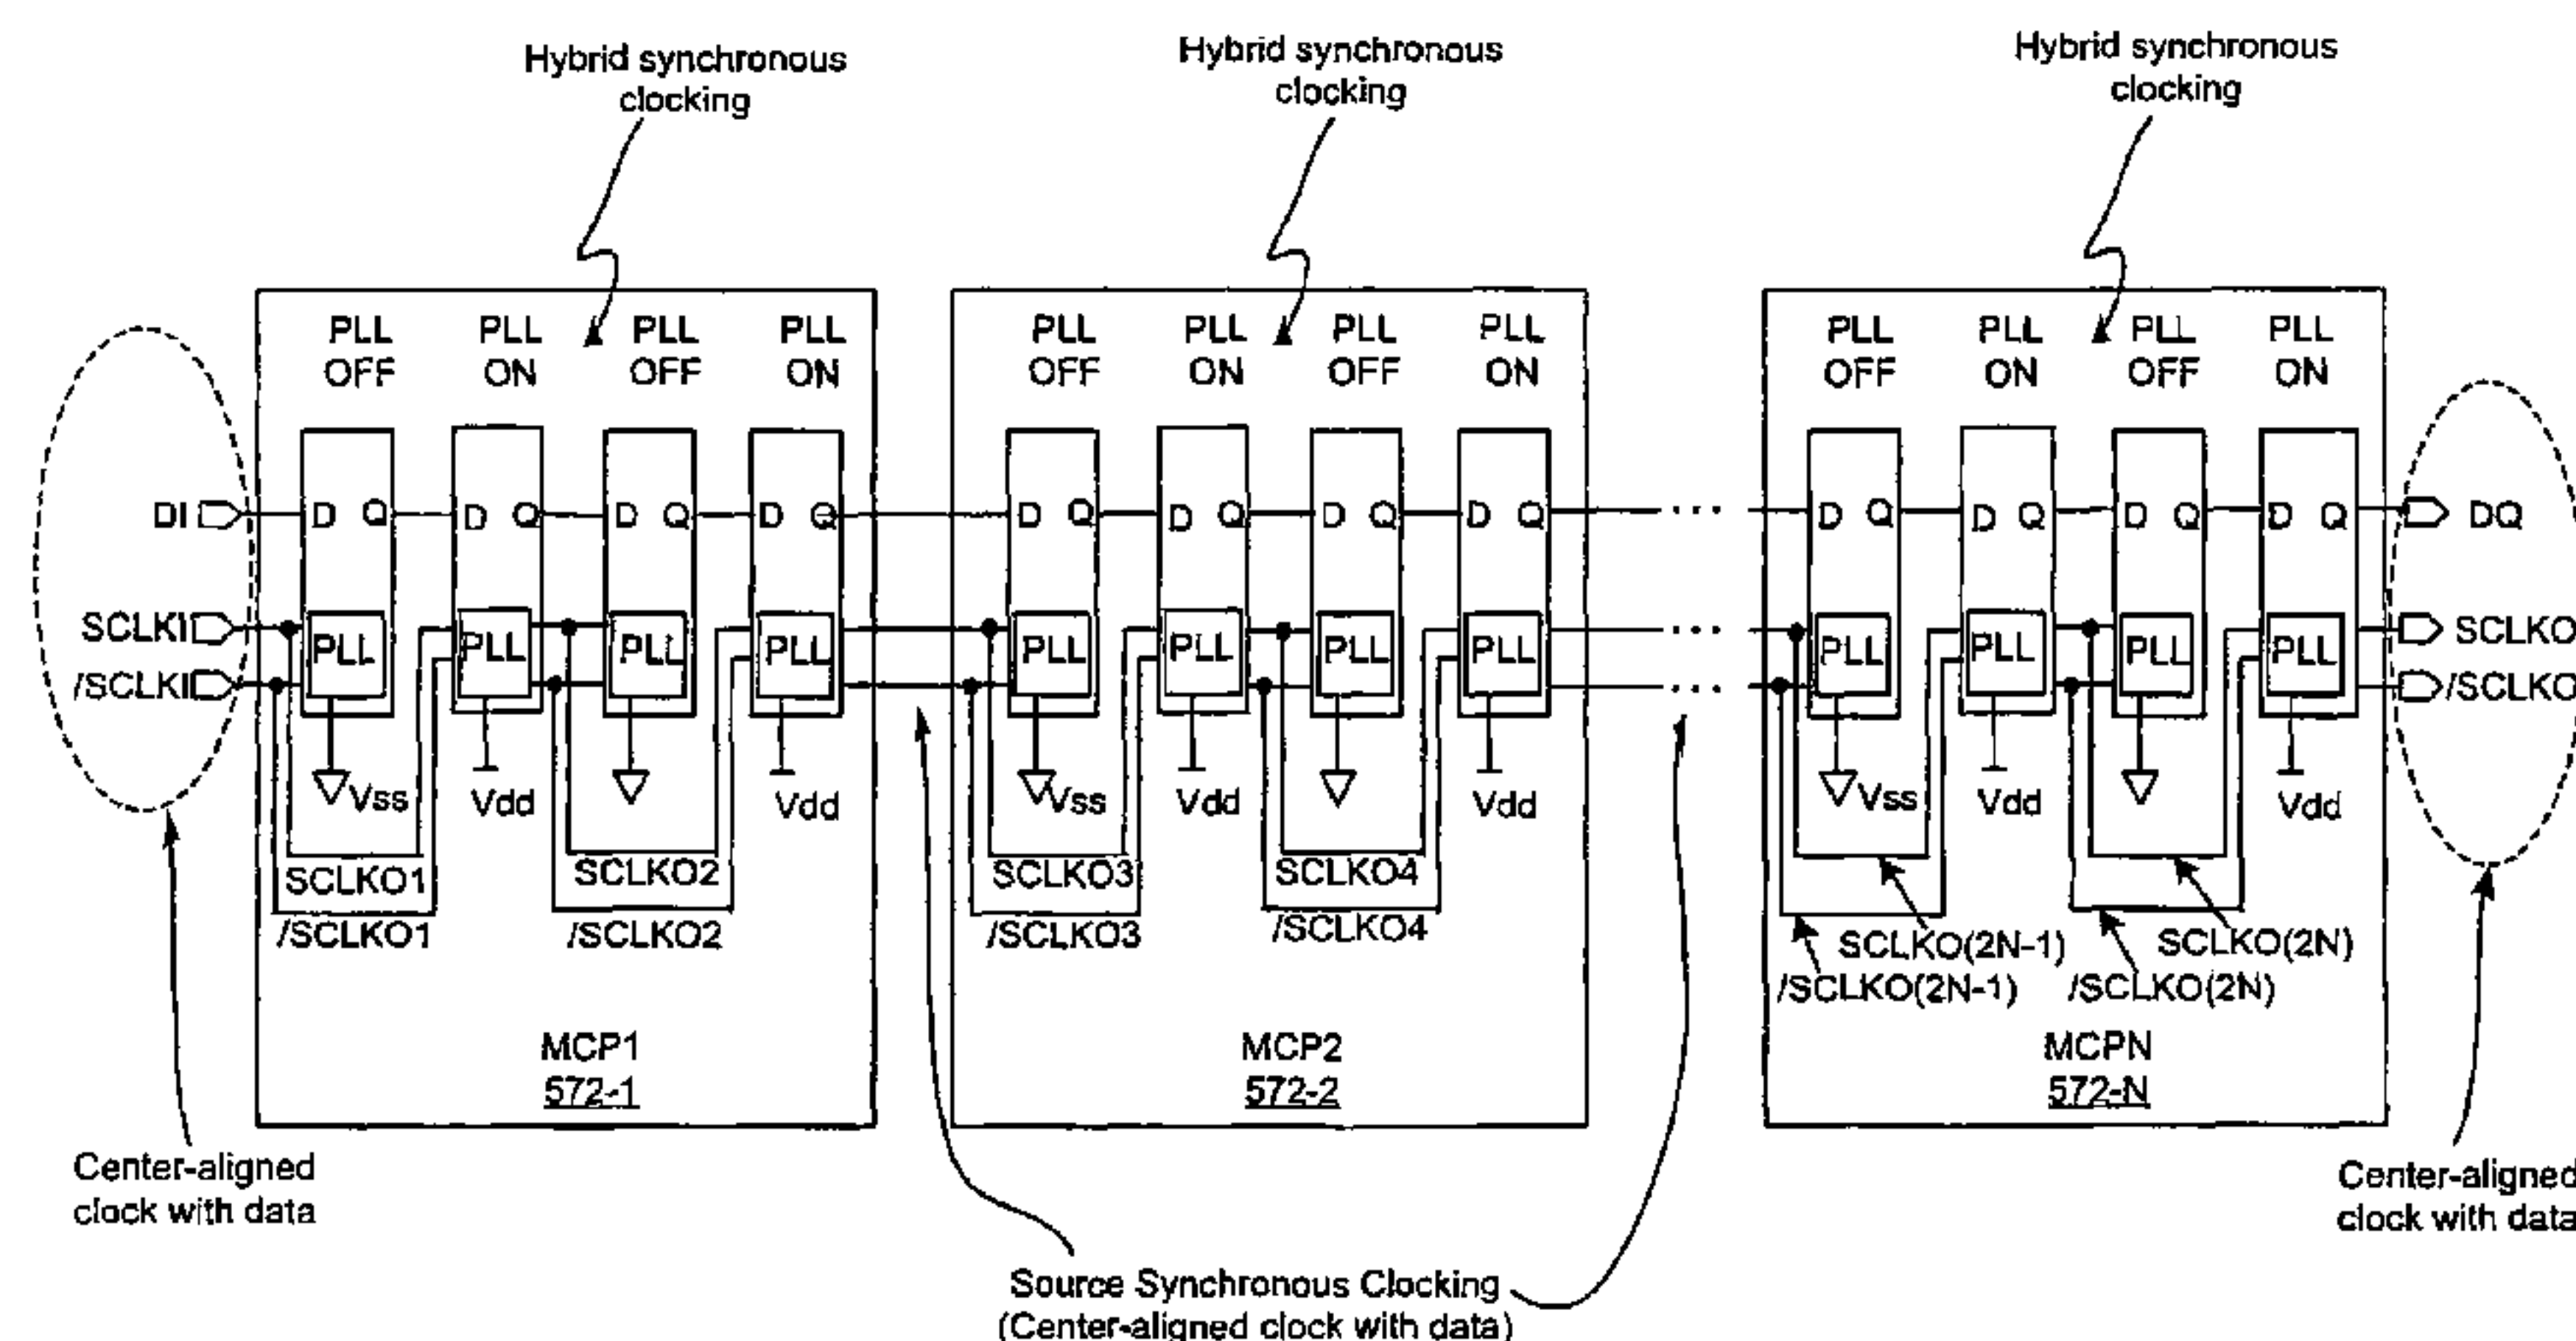 Hybrid synchronous
clocking
Hybrid synchronous
clocking
Hybrid synchronous
clocking
PLL OFF
PLL ON
PLL OFF
PLL ON
PLL OFF
PLL ON
PLL OFF
PLL ON
PLL OFF
PLL ON
PLL OFF
PLL ON
DI
D Q
D Q
D Q
D Q
D Q
D Q
D Q
D Q
...
D Q
D Q
D Q
D Q
DQ
SCLKI
/SCLKI
PLL
PLL
PLL
PLL
PLL
PLL
PLL
PLL
...
...
PLL
PLL
PLL
PLL
SCLKO
/SCLKO
Vss
Vdd
Vdd
Vss
Vdd
Vdd
Vss
Vdd
Vdd
SCLKO1
/SCLKO1
SCLKO2
/SCLKO2
SCLKO3
/SCLKO3
SCLKO4
/SCLKO4
SCLKO(2N-1)
/SCLKO(2N-1)
SCLKO(2N)
/SCLKO(2N)
MCP1
572-1
MCP2
572-2
MCPN
572-N
Center-aligned
clock with data
Center-aligned
clock with data
Source Synchronous Clocking
(Center-aligned clock with data)